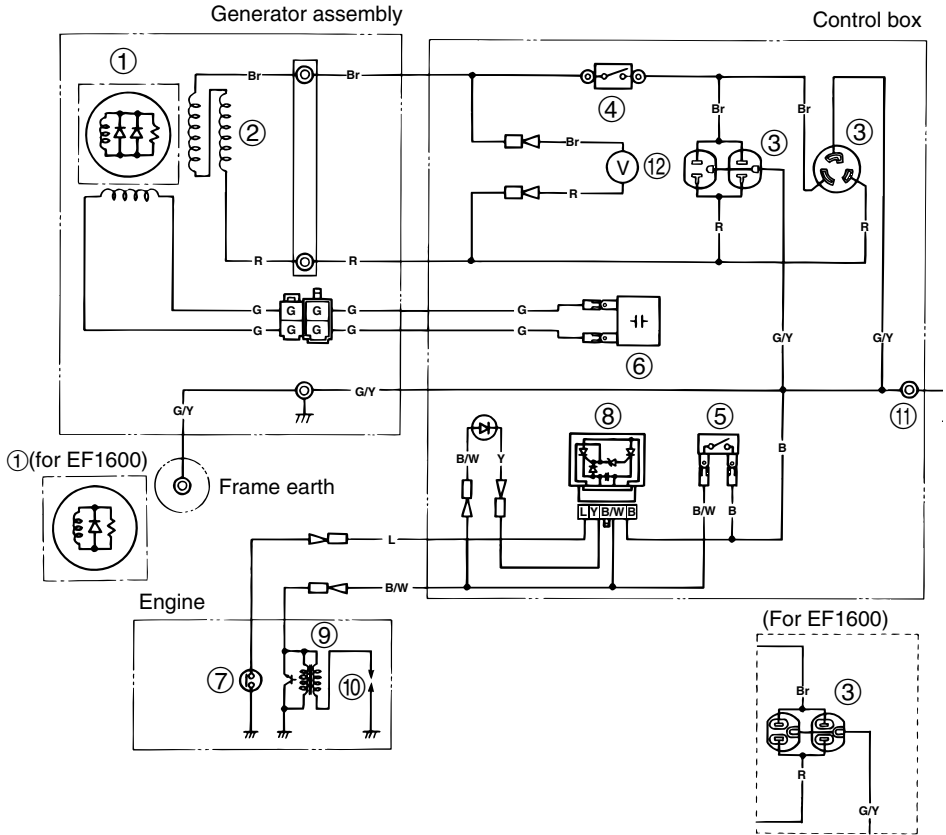 Generator assembly
Control box
①
Br
Br
②
④
Br
Br
③
③
Br
V
⑫
R
R
R
R
R
G
G
G
G
G
G
G
G
G
G
⑥
G/Y
G/Y
G/Y
G/Y
⑪
①(for EF1600)
Frame earth
B/W
Y
⑧
⑤
B
L
Y
B/W
B
B/W
B
L
B/W
Engine
⑨
⑦
⑩
(For EF1600)
Br
③
R
G/Y